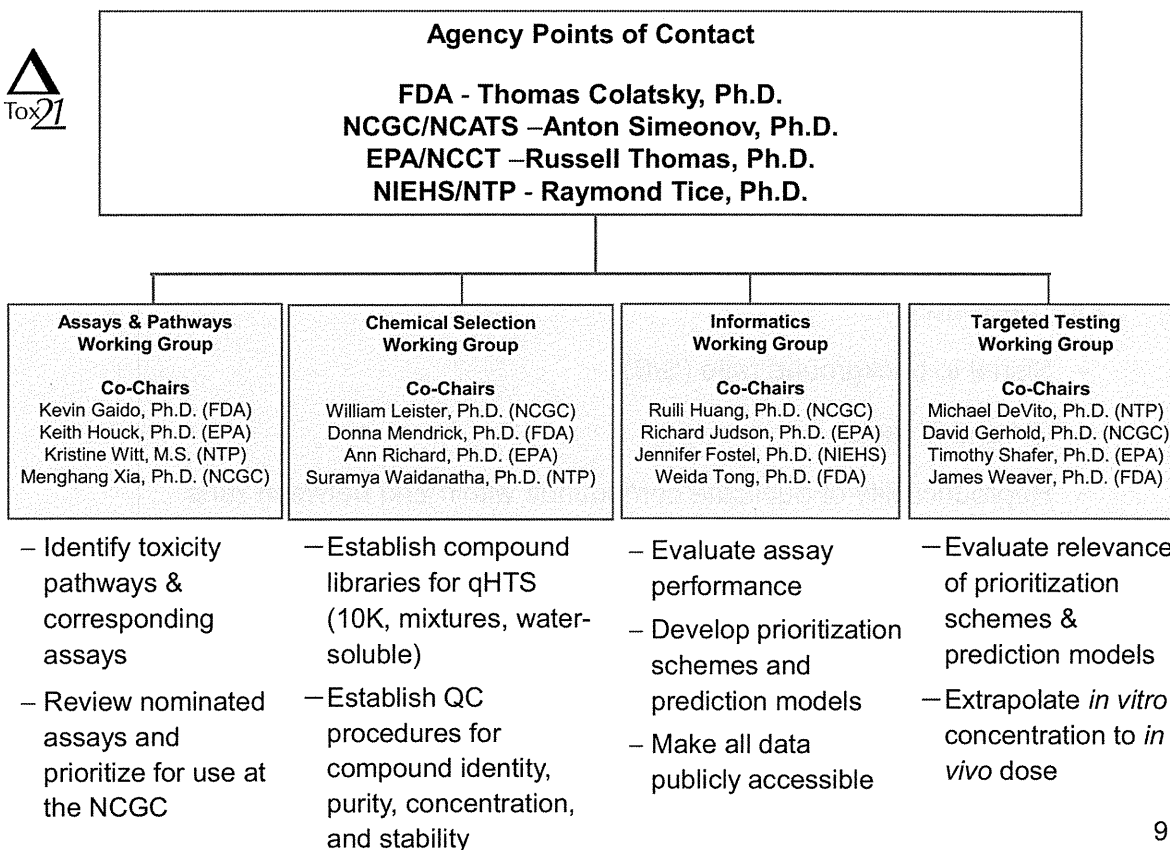 Tox21
Agency Points of Contact
FDA - Thomas Colatsky, Ph.D.
NCGC/NCATS –Anton Simeonov, Ph.D.
EPA/NCCT –Russell Thomas, Ph.D.
NIEHS/NTP - Raymond Tice, Ph.D.
Assays & Pathways
Working Group
Co-Chairs
Kevin Gaido, Ph.D. (FDA)
Keith Houck, Ph.D. (EPA)
Kristine Witt, M.S. (NTP)
Menghang Xia, Ph.D. (NCGC)
– Identify toxicity
pathways &
corresponding
assays
– Review nominated
assays and
prioritize for use at
the NCGC
Chemical Selection
Working Group
Co-Chairs
William Leister, Ph.D. (NCGC)
Donna Mendrick, Ph.D. (FDA)
Ann Richard, Ph.D. (EPA)
Suramya Waidanatha, Ph.D. (NTP)
– Establish compound
libraries for qHTS
(10K, mixtures, water-
soluble)
– Establish QC
procedures for
compound identity,
purity, concentration,
and stability
Informatics
Working Group
Co-Chairs
Ruili Huang, Ph.D. (NCGC)
Richard Judson, Ph.D. (EPA)
Jennifer Fostel, Ph.D. (NIEHS)
Weida Tong, Ph.D. (FDA)
– Evaluate assay
performance
– Develop prioritization
schemes and
prediction models
– Make all data
publicly accessible
Targeted Testing
Working Group
Co-Chairs
Michael DeVito, Ph.D. (NTP)
David Gerhold, Ph.D. (NCGC)
Timothy Shafer, Ph.D. (EPA)
James Weaver, Ph.D. (FDA)
– Evaluate relevance
of prioritization
schemes &
prediction models
– Extrapolate in vitro
concentration to in
vivo dose
9